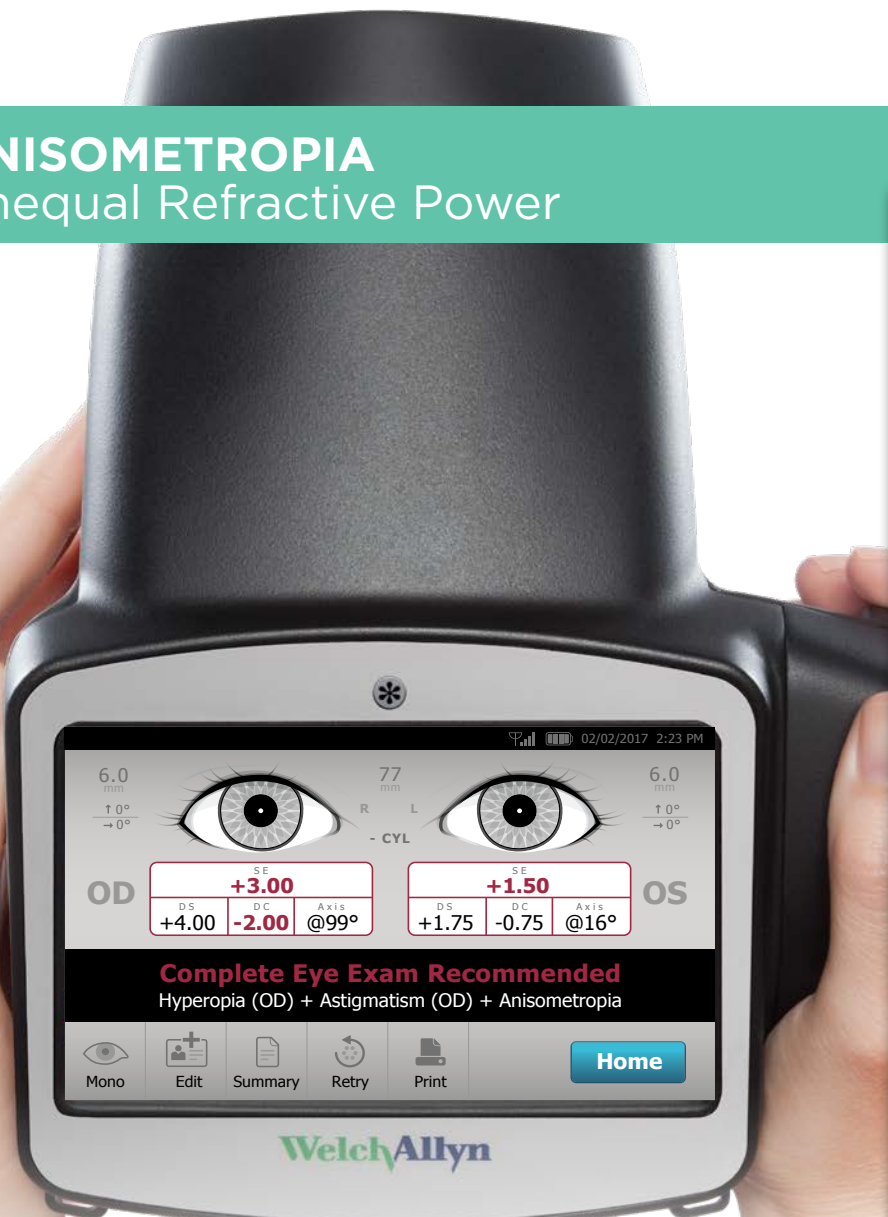 NISOMETROPIA
nequal Refractive Power
02/02/2017 2:23 PM
6.0
mm
↑ 0°
→ 0°
77
mm
R L
- CYL
6.0
mm
↑ 0°
→ 0°
OD
SE
+3.00
DS DC Axis
+4.00 -2.00 @99°
SE
+1.50
DS DC Axis
+1.75 -0.75 @16°
OS
Complete Eye Exam Recommended
Hyperopia (OD) + Astigmatism (OD) + Anisometropia
Mono Edit Summary Retry Print
Home
WelchAllyn